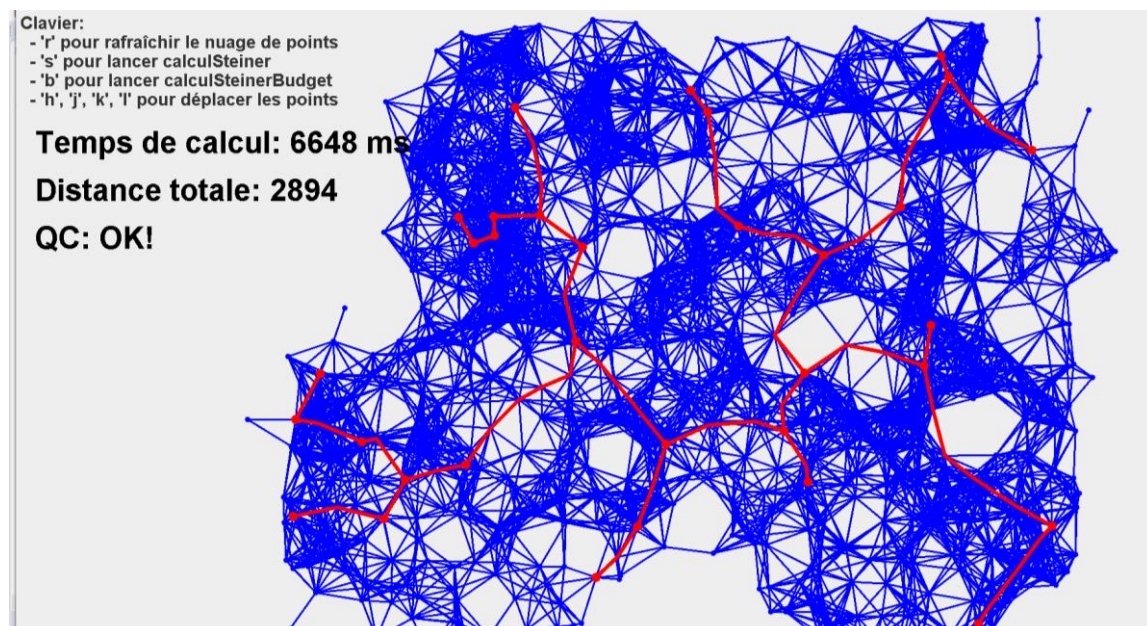 Clavier:
- 'r' pour rafraîchir le nuage de points
- 's' pour lancer calculSteiner
- 'b' pour lancer calculSteinerBudget
- 'h', 'j', 'k', 'l' pour déplacer les points
Temps de calcul: 6648 ms
Distance totale: 2894
QC: OK!